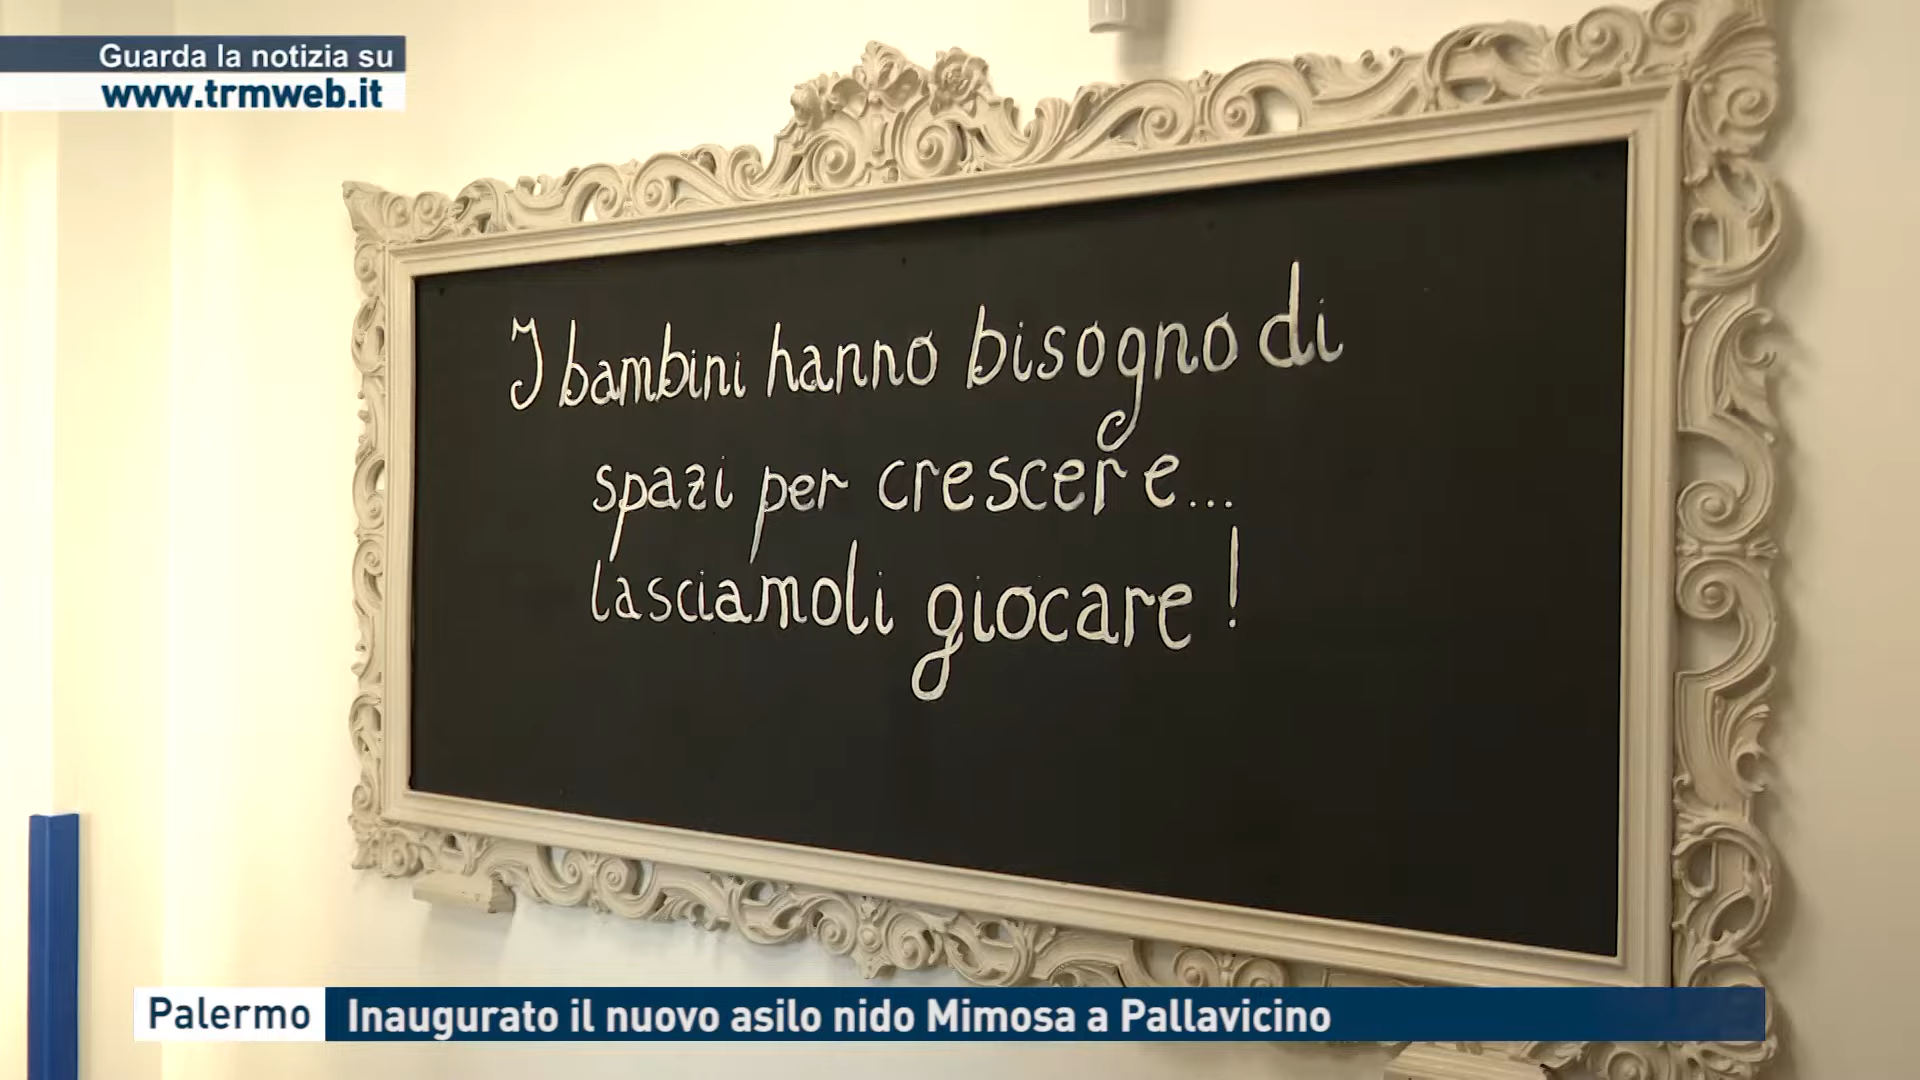 Guarda la notizia su
www.trmweb.it
I bambini hanno bisogno di
spazi per crescere...
lasciamoli giocare!
Palermo Inaugurato il nuovo asilo nido Mimosa a Pallavicino